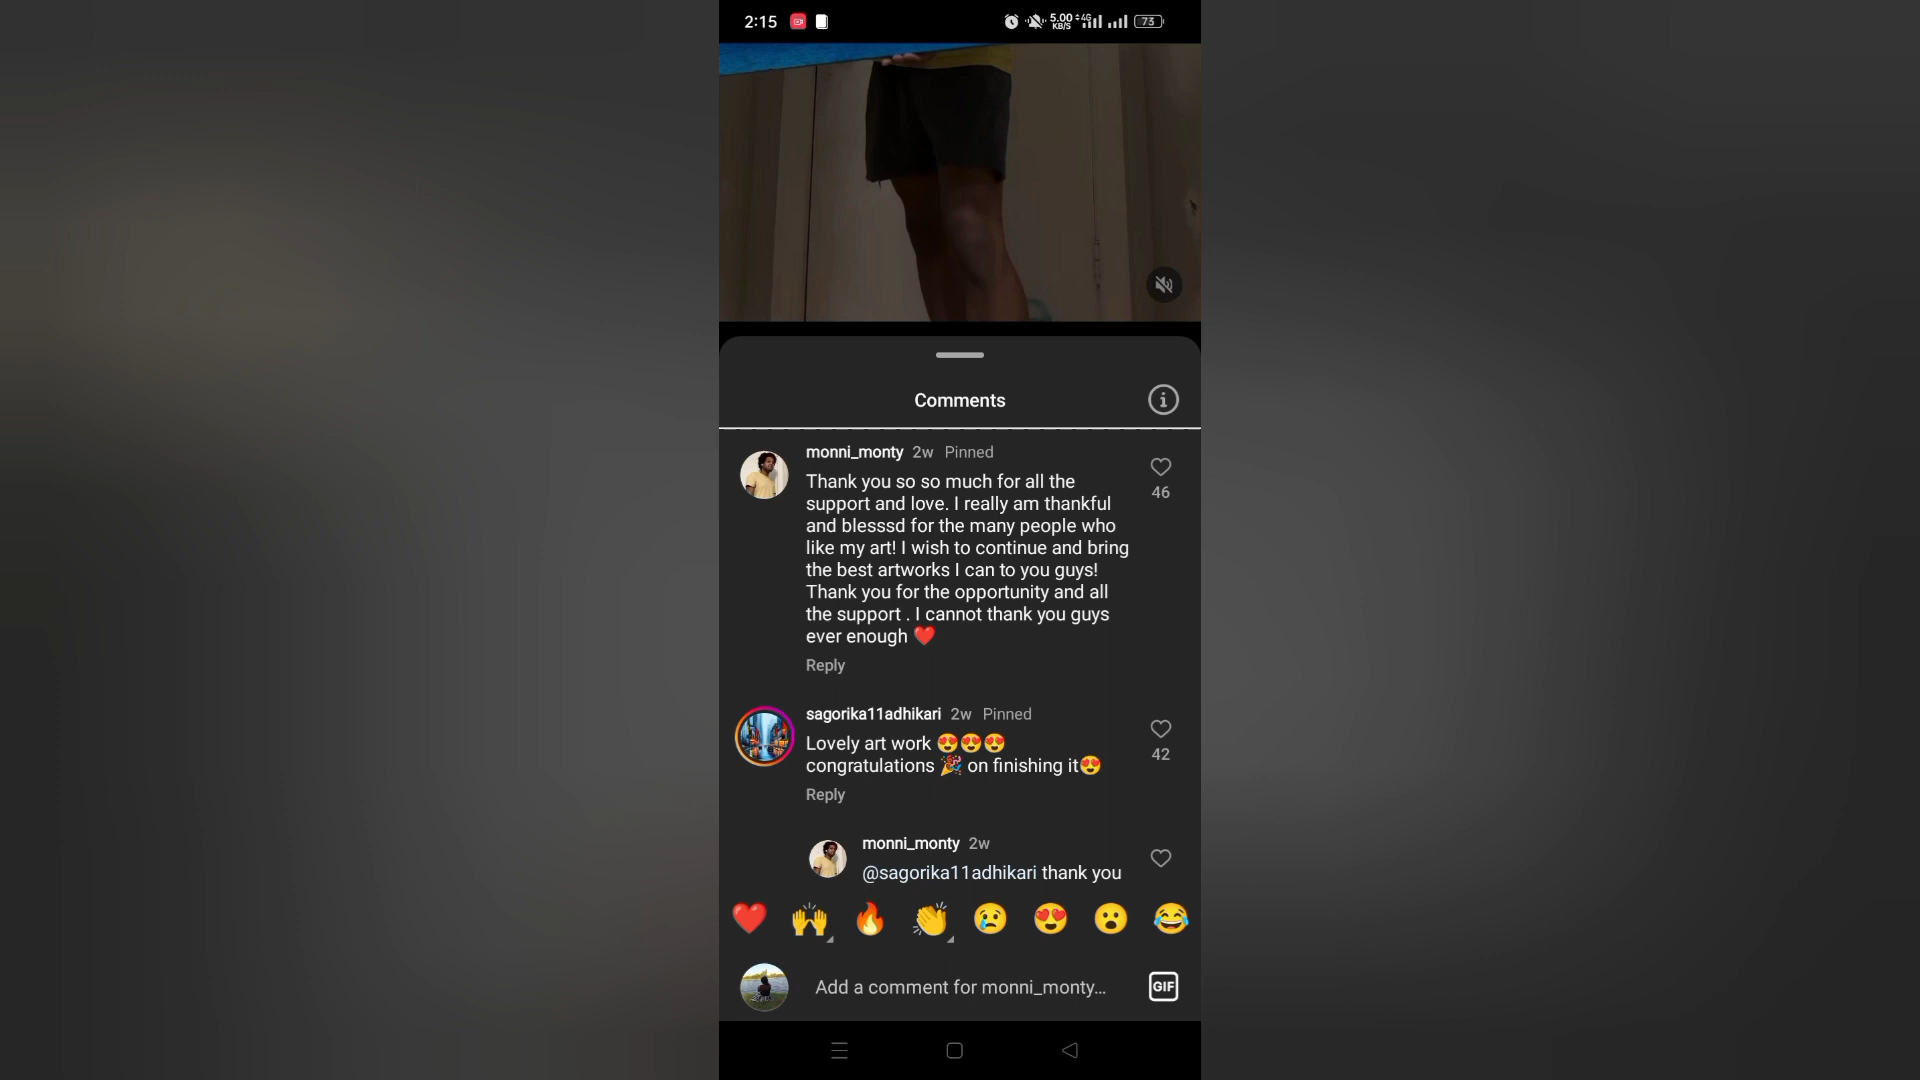 2:15 5.00 KB/S 4G 73
Comments
monni_monty 2w Pinned
Thank you so so much for all the
support and love. I really am thankful
and blesssd for the many people who
like my art! I wish to continue and bring
the best artworks I can to you guys!
Thank you for the opportunity and all
the support . I cannot thank you guys
ever enough ❤️
46
Reply
sagorika11adhikari 2w Pinned
Lovely art work 😍😍😍
congratulations 🎉 on finishing it😍
42
Reply
monni_monty 2w
@sagorika11adhikari thank you
Add a comment for monni_monty... GIF